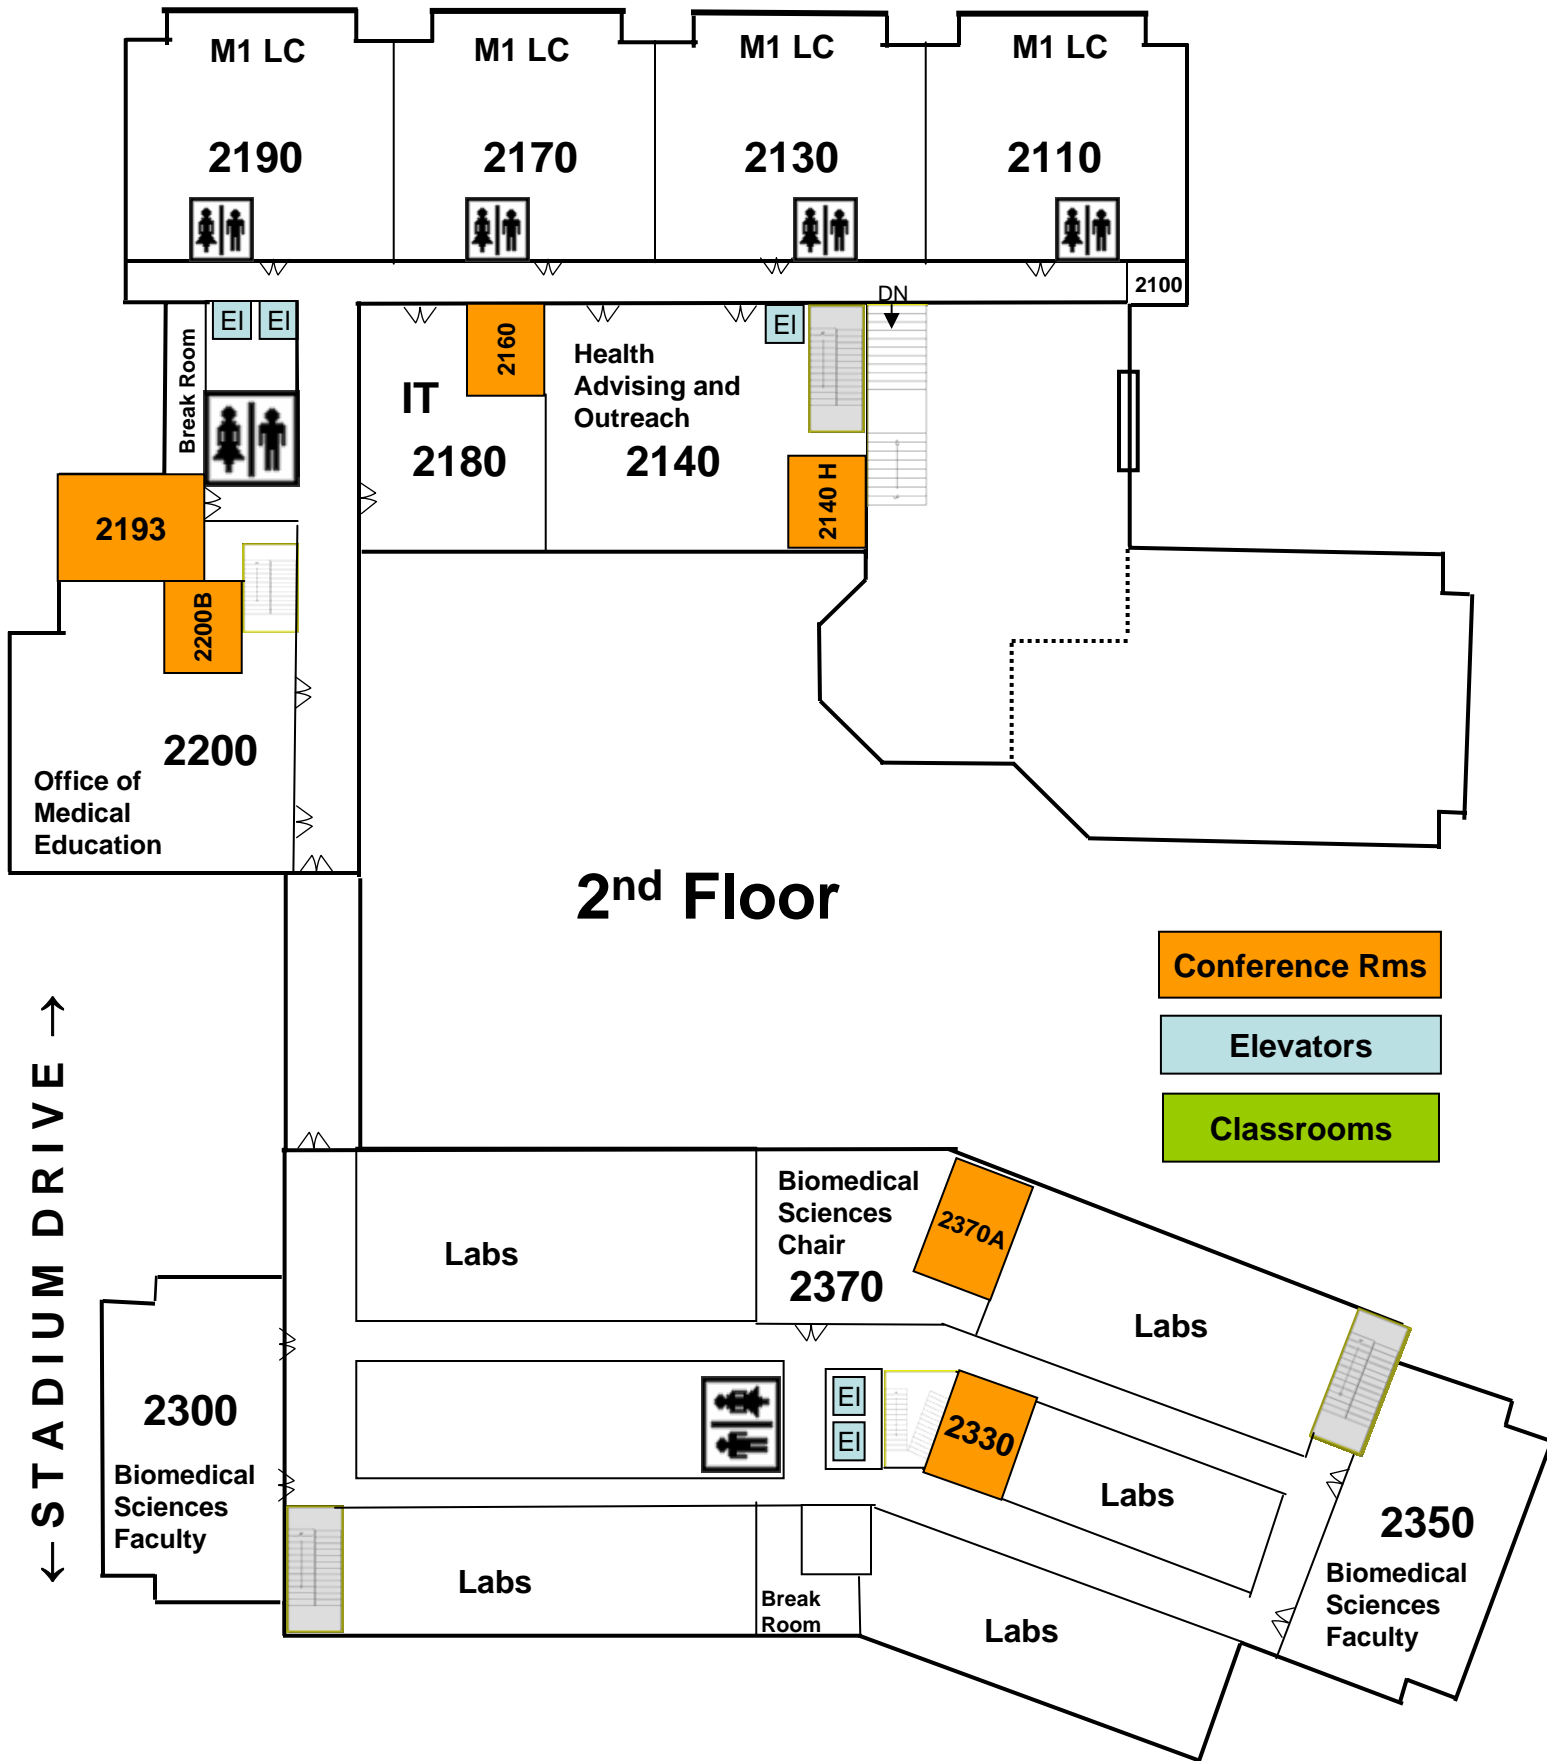 M1 LC
M1 LC
M1 LC
M1 LC
2190
2170
2130
2110
2100
DN
El
El
El
Break Room
2160
Health
Advising and
Outreach
IT
2180
2140
2140 H
2193
2200B
2200
Office of
Medical
Education
2nd Floor
Conference Rms
Elevators
Classrooms
← STADIUM DRIVE →
Biomedical
Sciences
Chair
2370
2370A
Labs
Labs
2300
Biomedical
Sciences
Faculty
El
El
2330
Labs
2350
Biomedical
Sciences
Faculty
Labs
Break
Room
Labs